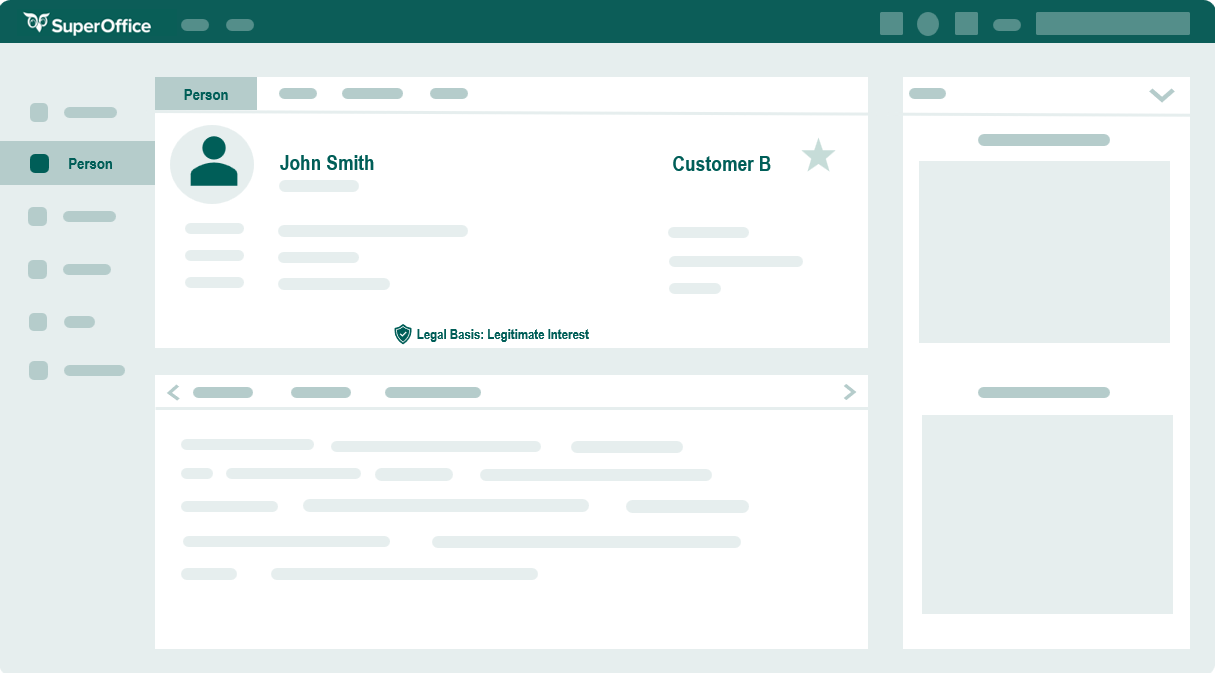 SuperOffice
Person
Person
John Smith
Customer B
Legal Basis: Legitimate Interest